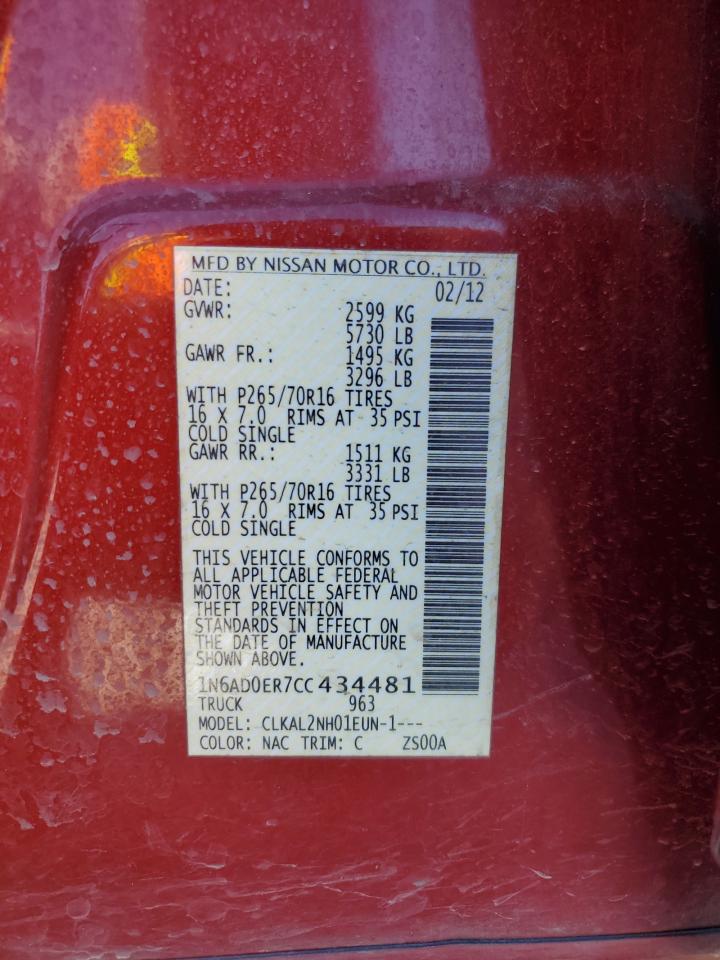 MFD BY NISSAN MOTOR CO., LTD.
DATE: 02/12
GVWR: 2599 KG
5730 LB
GAWR FR.: 1495 KG
3296 LB
WITH P265/70R16 TIRES
16 X 7.0 RIMS AT 35 PSI
COLD SINGLE
GAWR RR.: 1511 KG
3331 LB
WITH P265/70R16 TIRES
16 X 7.0 RIMS AT 35 PSI
COLD SINGLE
THIS VEHICLE CONFORMS TO
ALL APPLICABLE FEDERAL
MOTOR VEHICLE SAFETY AND
THEFT PREVENTION
STANDARDS IN EFFECT ON
THE DATE OF MANUFACTURE
SHOWN ABOVE.
1N6AD0ER7CC434481
TRUCK 963
MODEL: CLKAL2NH01EUN-1---
COLOR: NAC TRIM: C ZS00A